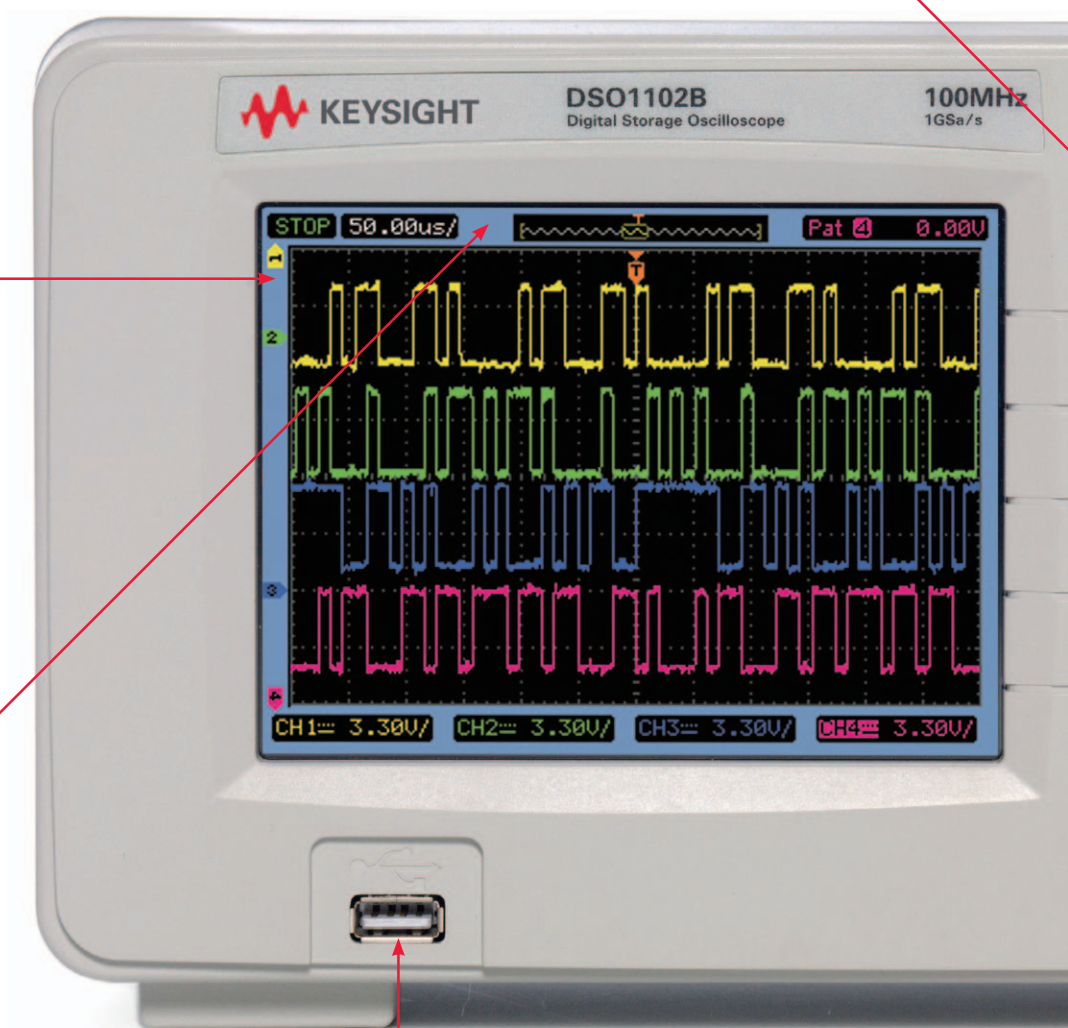 KEYSIGHT
DSO1102B
Digital Storage Oscilloscope
100MHz
1GSa/s
STOP 50.00us/ T Pat 4 0.00V
1
T
2
3
4
CH1 3.30V/ CH2 3.30V/ CH3 3.30V/ CH4 3.30V/